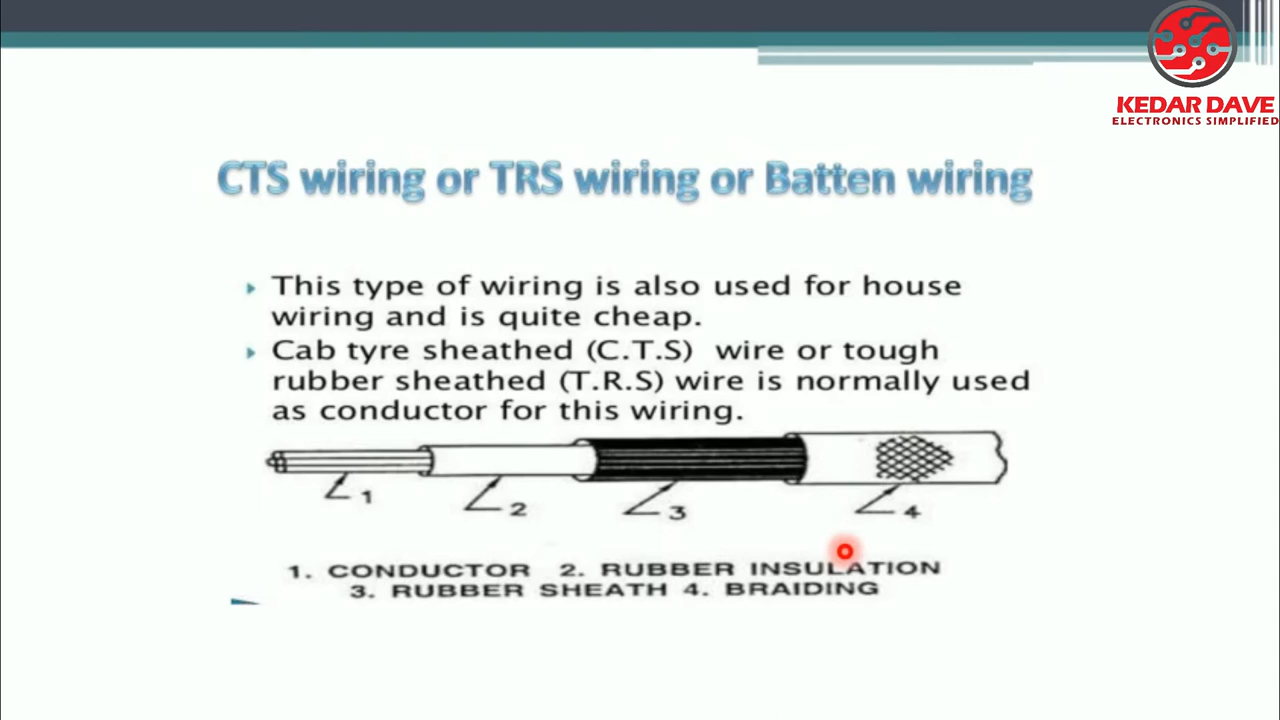 KEDAR DAVE
ELECTRONICS SIMPLIFIED
CTS wiring or TRS wiring or Batten wiring
This type of wiring is also used for house
wiring and is quite cheap.
Cab tyre sheathed (C.T.S) wire or tough
rubber sheathed (T.R.S) wire is normally used
as conductor for this wiring.
1 2 3 4
1. CONDUCTOR 2. RUBBER INSULATION
3. RUBBER SHEATH 4. BRAIDING